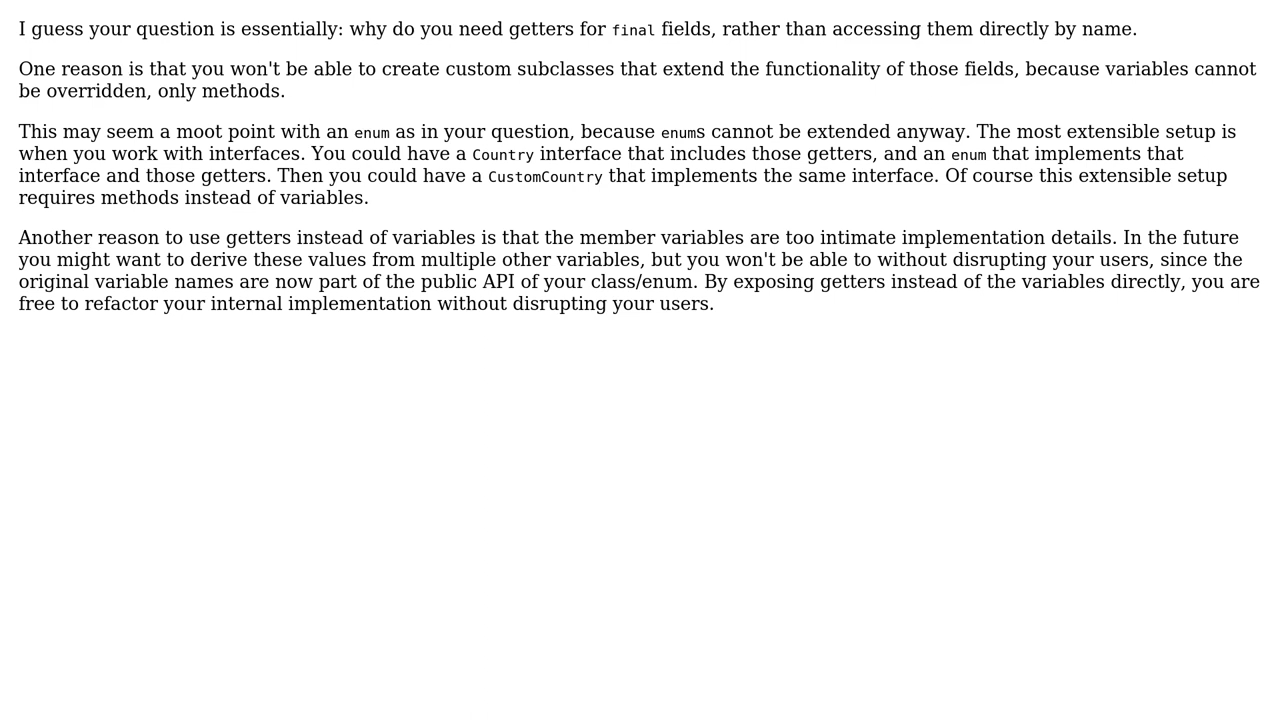 I guess your question is essentially: why do you need getters for final fields, rather than accessing them directly by name.
One reason is that you won't be able to create custom subclasses that extend the functionality of those fields, because variables cannot
be overridden, only methods.
This may seem a moot point with an enum as in your question, because enums cannot be extended anyway. The most extensible setup is
when you work with interfaces. You could have a Country interface that includes those getters, and an enum that implements that
interface and those getters. Then you could have a CustomCountry that implements the same interface. Of course this extensible setup
requires methods instead of variables.
Another reason to use getters instead of variables is that the member variables are too intimate implementation details. In the future
you might want to derive these values from multiple other variables, but you won't be able to without disrupting your users, since the
original variable names are now part of the public API of your class/enum. By exposing getters instead of the variables directly, you are
free to refactor your internal implementation without disrupting your users.